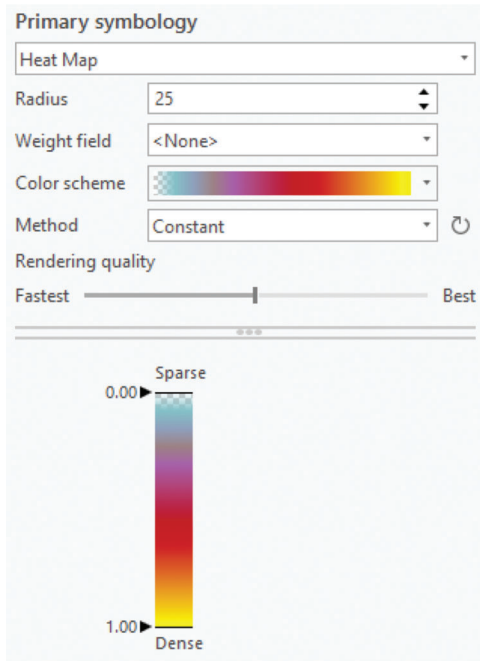 Primary symbology
Heat Map
Radius 25
Weight field <None>
Color scheme
Method Constant
Rendering quality
Fastest Best
Sparse
0.00
1.00
Dense